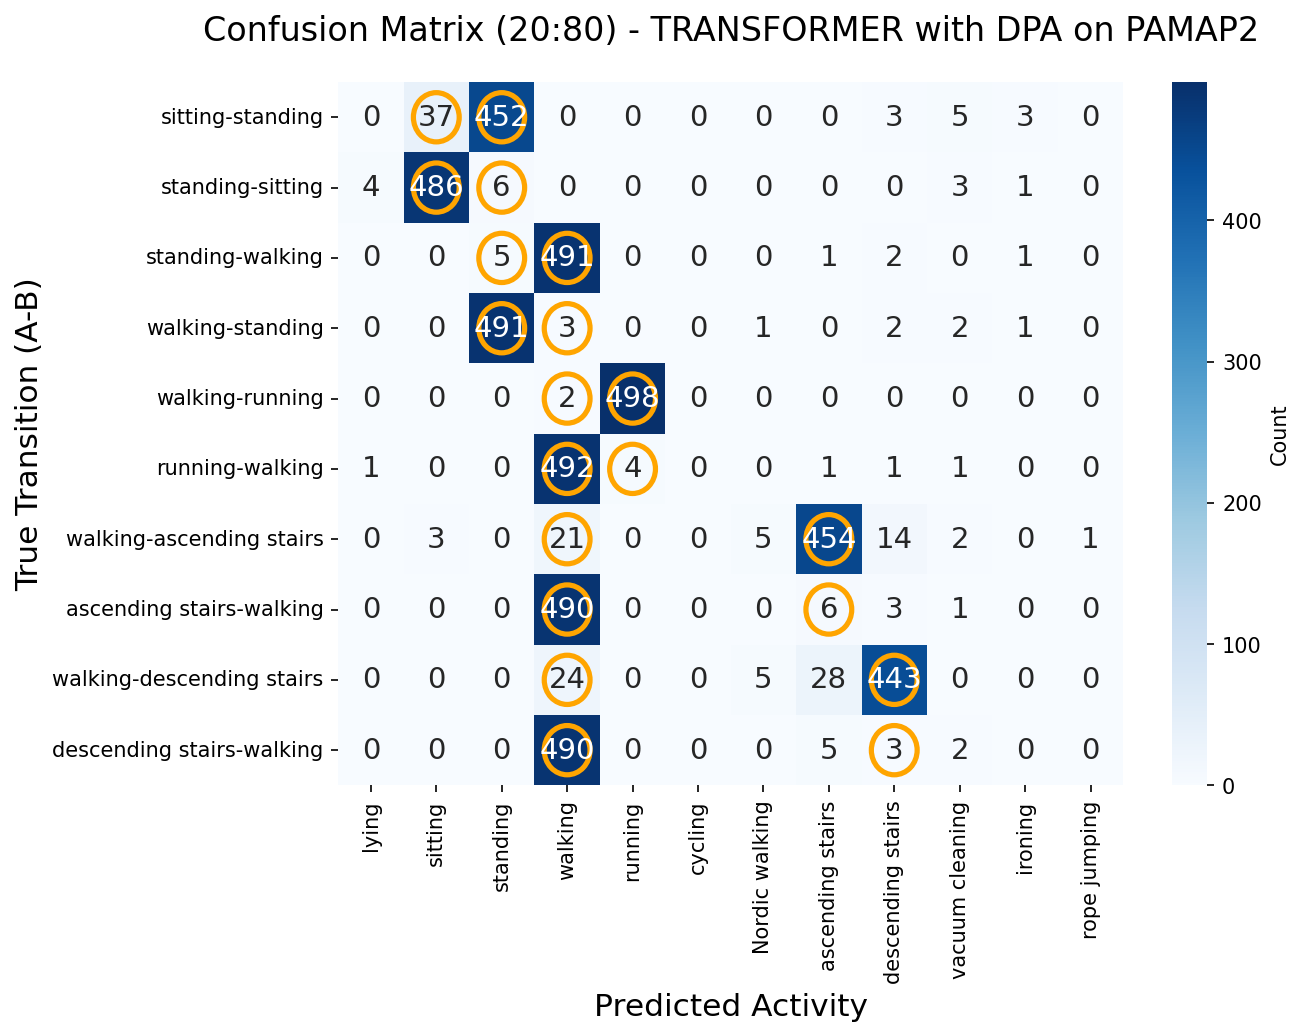 Confusion Matrix (20:80) - TRANSFORMER with DPA on PAMAP2
True Transition (A-B)
sitting-standing 0 37 452 0 0 0 0 0 3 5 3 0
standing-sitting 4 486 6 0 0 0 0 0 0 3 1 0
standing-walking 0 0 5 491 0 0 0 1 2 0 1 0
walking-standing 0 0 491 3 0 0 1 0 2 2 1 0
walking-running 0 0 0 2 498 0 0 0 0 0 0 0
running-walking 1 0 0 492 4 0 0 1 1 1 0 0
walking-ascending stairs 0 3 0 21 0 0 5 454 14 2 0 1
ascending stairs-walking 0 0 0 490 0 0 0 6 3 1 0 0
walking-descending stairs 0 0 0 24 0 0 5 28 443 0 0 0
descending stairs-walking 0 0 0 490 0 0 0 5 3 2 0 0
lying
sitting
standing
walking
running
cycling
Nordic walking
ascending stairs
descending stairs
vacuum cleaning
ironing
rope jumping
Predicted Activity
400
300
200
100
0
Count